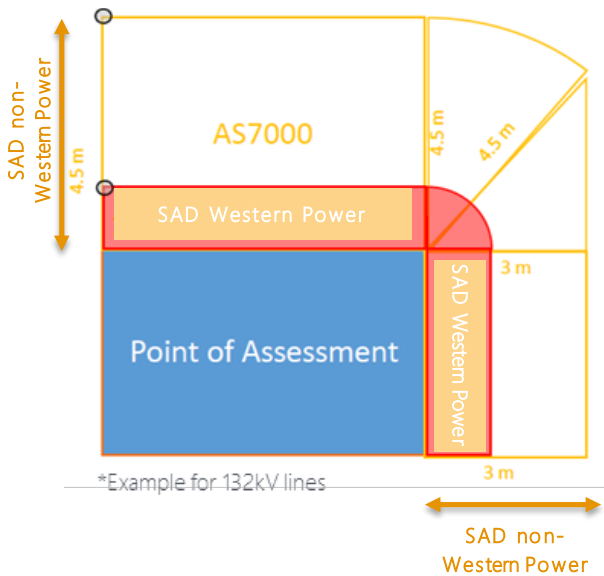 SAD non-
Western Power
4.5 m
AS7000
4.5 m
4.5 m
SAD Western Power
3 m
SAD Western Power
Point of Assessment
3 m
*Example for 132kV lines
SAD non-
Western Power